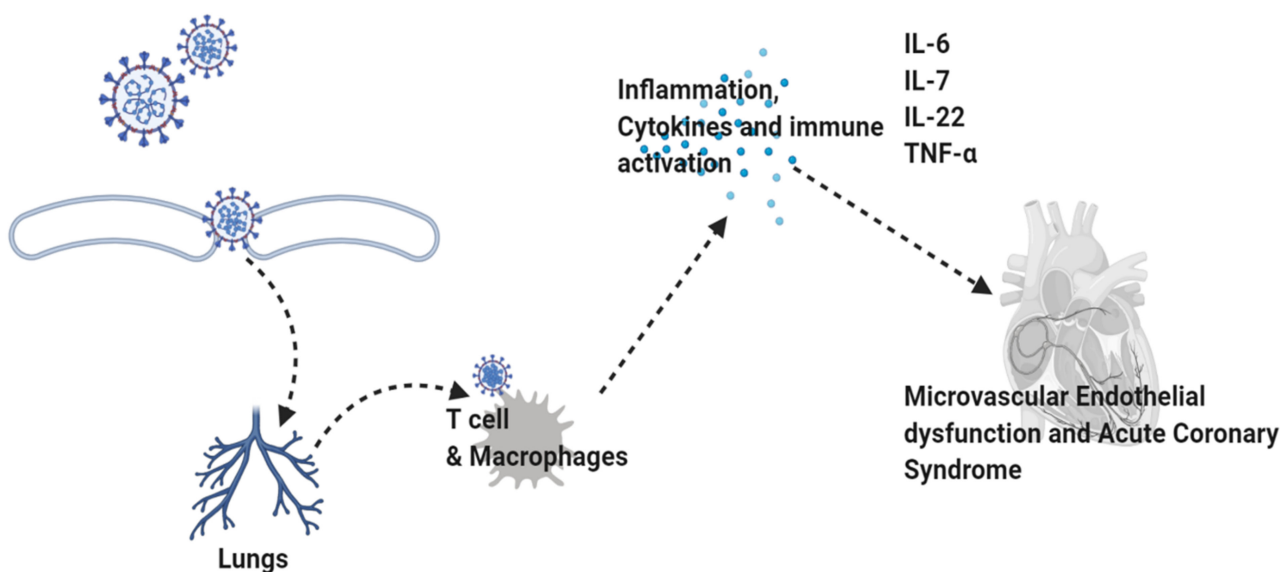 Inflammation,
Cytokines and immune
activation
IL-6
IL-7
IL-22
TNF-α
T cell
& Macrophages
Lungs
Microvascular Endothelial
dysfunction and Acute Coronary
Syndrome